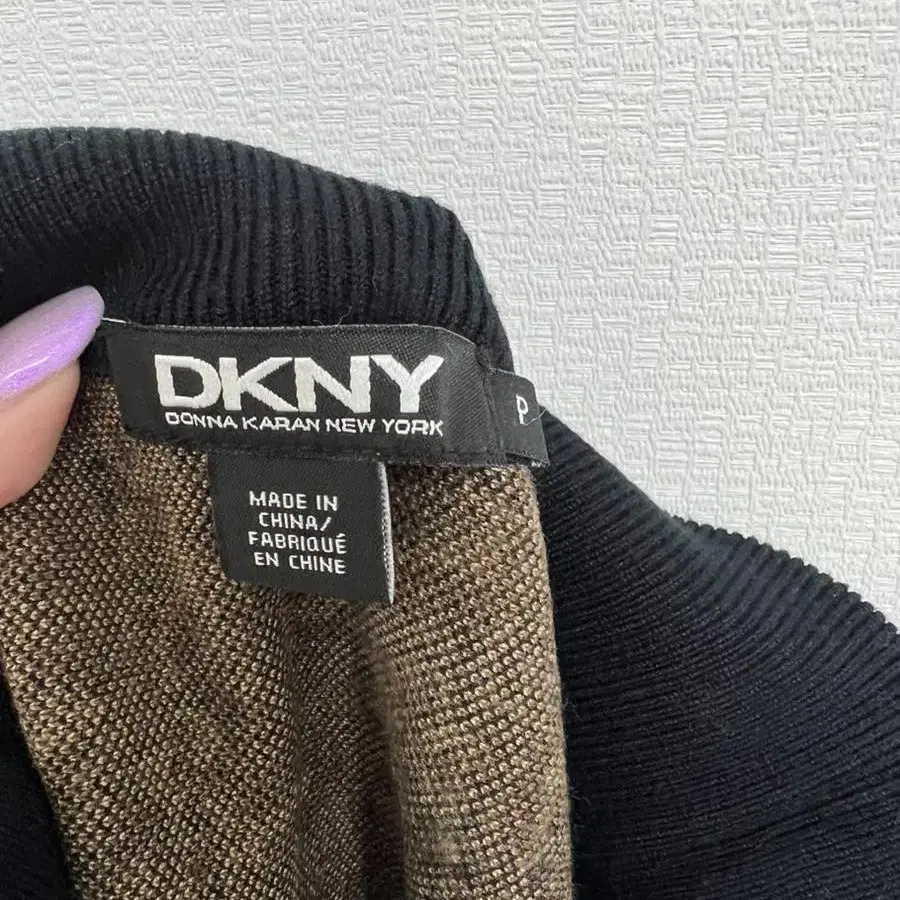 DKNY
DONNA KARAN NEW YORK
P
MADE IN
CHINA/
FABRIQUÉ
EN CHINE